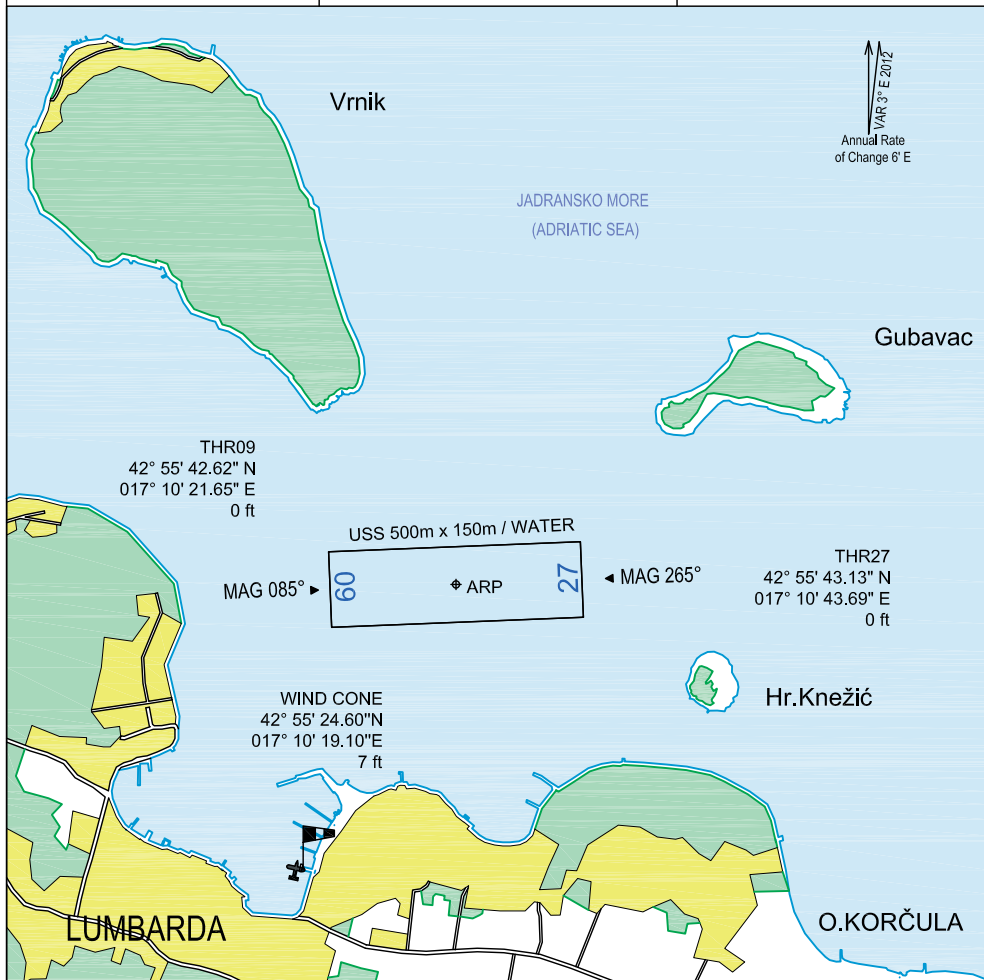 Vrnik
VAR 3° E 2012
Annual Rate
of Change 6' E
JADRANSKO MORE
(ADRIATIC SEA)
Gubavac
THR09
42° 55' 42.62" N
017° 10' 21.65" E
0 ft
USS 500m x 150m / WATER
MAG 085°
09
ARP
27
MAG 265°
THR27
42° 55' 43.13" N
017° 10' 43.69" E
0 ft
Hr.Knežić
WIND CONE
42° 55' 24.60"N
017° 10' 19.10"E
7 ft
LUMBARDA
O.KORČULA